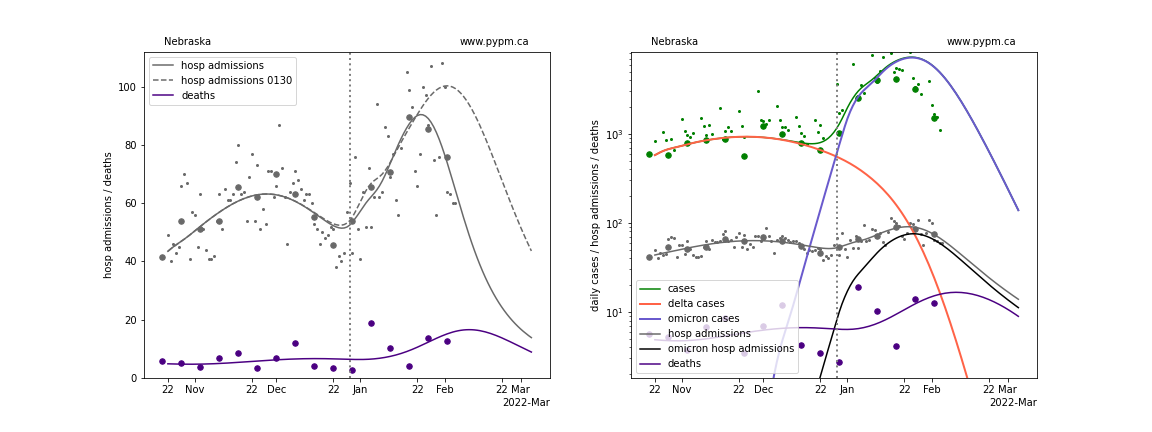 Nebraska
www.pypm.ca
hosp admissions
hosp admissions 0130
deaths
hosp admissions / deaths
100
80
60
40
20
0
22 Nov 22 Dec 22 Jan 22 Feb 22 Mar
2022-Mar
Nebraska
www.pypm.ca
daily cases / hosp admissions / deaths
10³
10²
10¹
cases
delta cases
omicron cases
hosp admissions
omicron hosp admissions
deaths
22 Nov 22 Dec 22 Jan 22 Feb 22 Mar
2022-Mar